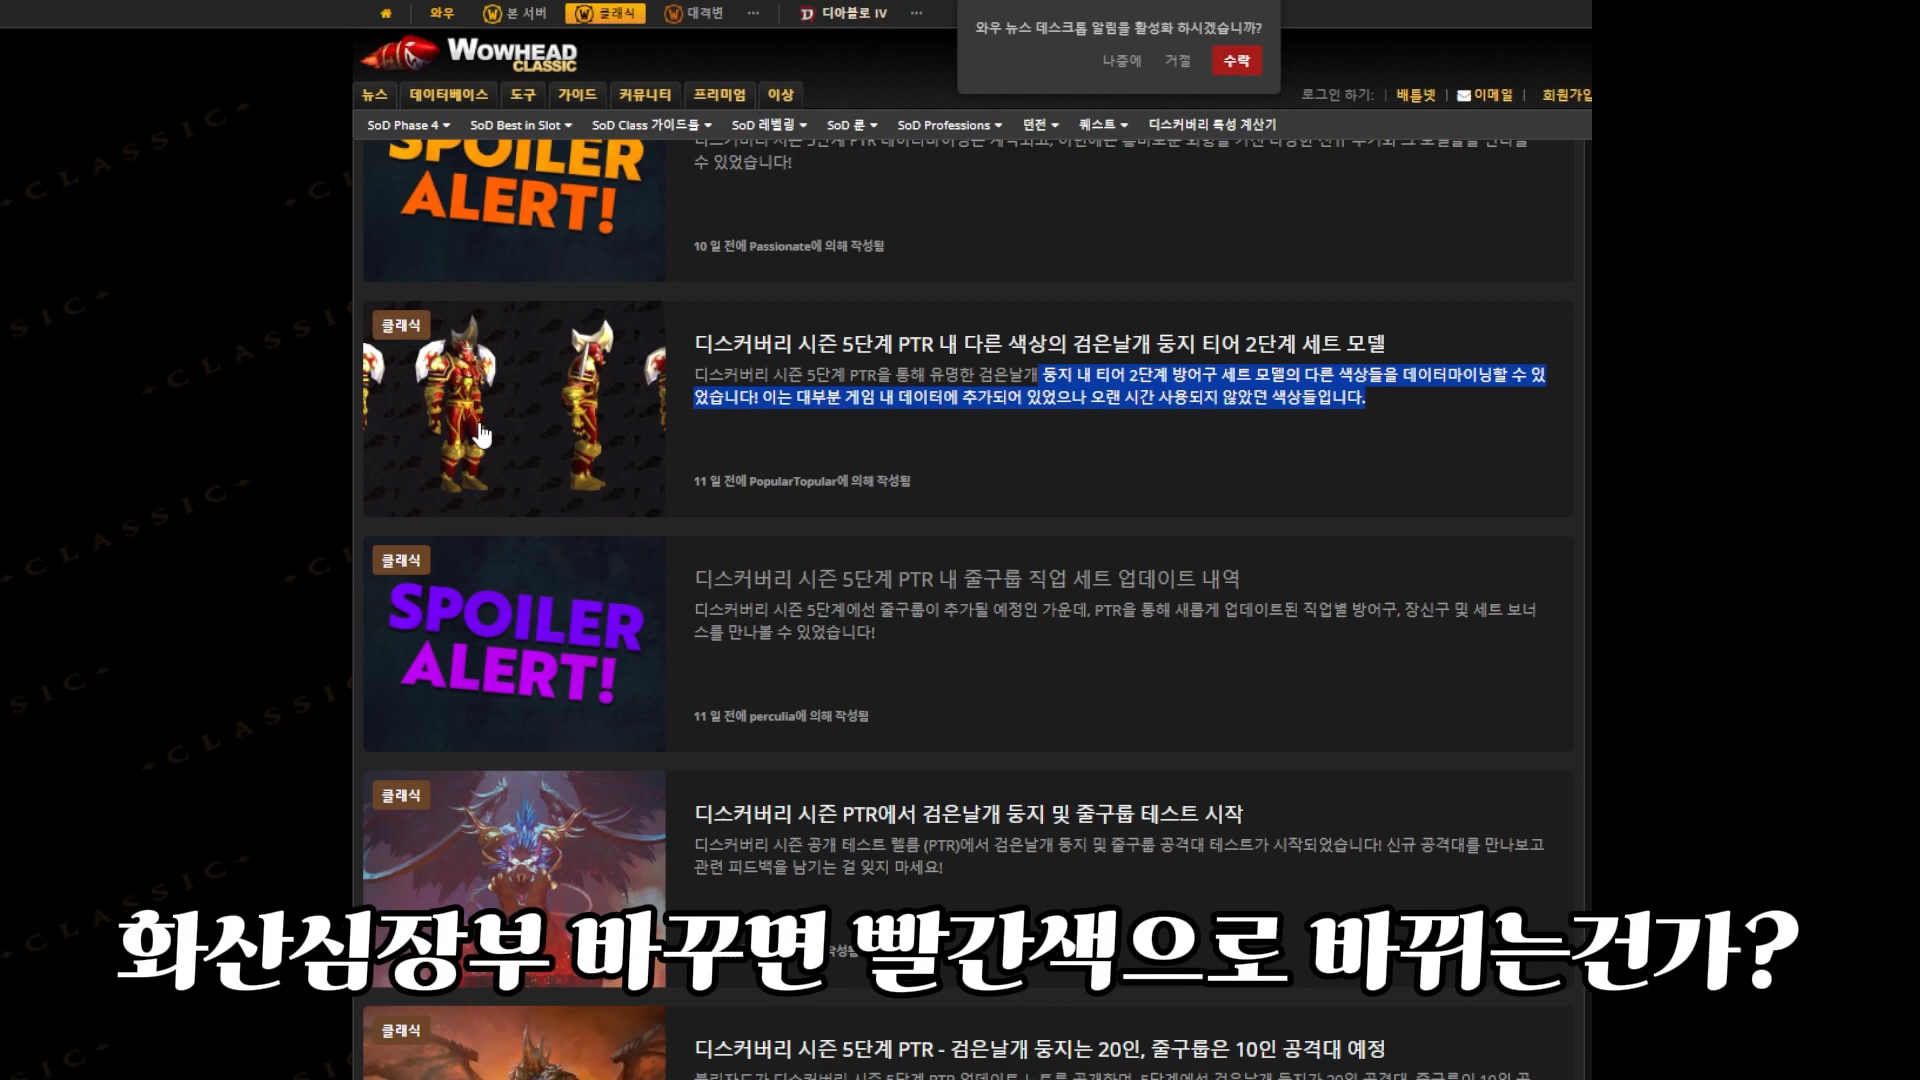 와우
본 서버
클래식
대격변
...
디아블로 IV
...
와우 뉴스 데스크톱 알림을 활성화 하시겠습니까?
나중에 거절 수락
WOWHEAD
CLASSIC
뉴스 데이터베이스 도구 가이드 커뮤니티 프리미엄 이상
로그인 하기: | 배틀넷 | 이메일 | 회원가입
SoD Phase 4 SoD Best in Slot SoD Class 가이드들 SoD 레벨링 SoD 룬 SoD Professions 던전 퀘스트 디스커버리 특성 계산기
SPOILER
ALERT!
수 있었습니다!
10 일 전에 Passionate에 의해 작성됨
클래식
디스커버리 시즌 5단계 PTR 내 다른 색상의 검은날개 둥지 티어 2단계 세트 모델
디스커버리 시즌 5단계 PTR을 통해 유명한 검은날개 둥지 내 티어 2단계 방어구 세트 모델의 다른 색상들을 데이터마이닝할 수 있
었습니다! 이는 대부분 게임 내 데이터에 추가되어 있었으나 오랜 시간 사용되지 않았던 색상들입니다.
11 일 전에 PopularTopular에 의해 작성됨
클래식
SPOILER
ALERT!
디스커버리 시즌 5단계 PTR 내 줄구룹 직업 세트 업데이트 내역
디스커버리 시즌 5단계에선 줄구룹이 추가될 예정인 가운데, PTR을 통해 새롭게 업데이트된 직업별 방어구, 장신구 및 세트 보너
스를 만나볼 수 있었습니다!
11 일 전에 perculia에 의해 작성됨
클래식
디스커버리 시즌 PTR에서 검은날개 둥지 및 줄구룹 테스트 시작
디스커버리 시즌 공개 테스트 렐름 (PTR)에서 검은날개 둥지 및 줄구룹 공격대 테스트가 시작되었습니다! 신규 공격대를 만나보고
관련 피드백을 남기는 걸 잊지 마세요!
화산심장부 바꾸면 빨간색으로 바뀌는건가?
클래식
디스커버리 시즌 5단계 PTR - 검은날개 둥지는 20인, 줄구룹은 10인 공격대 예정